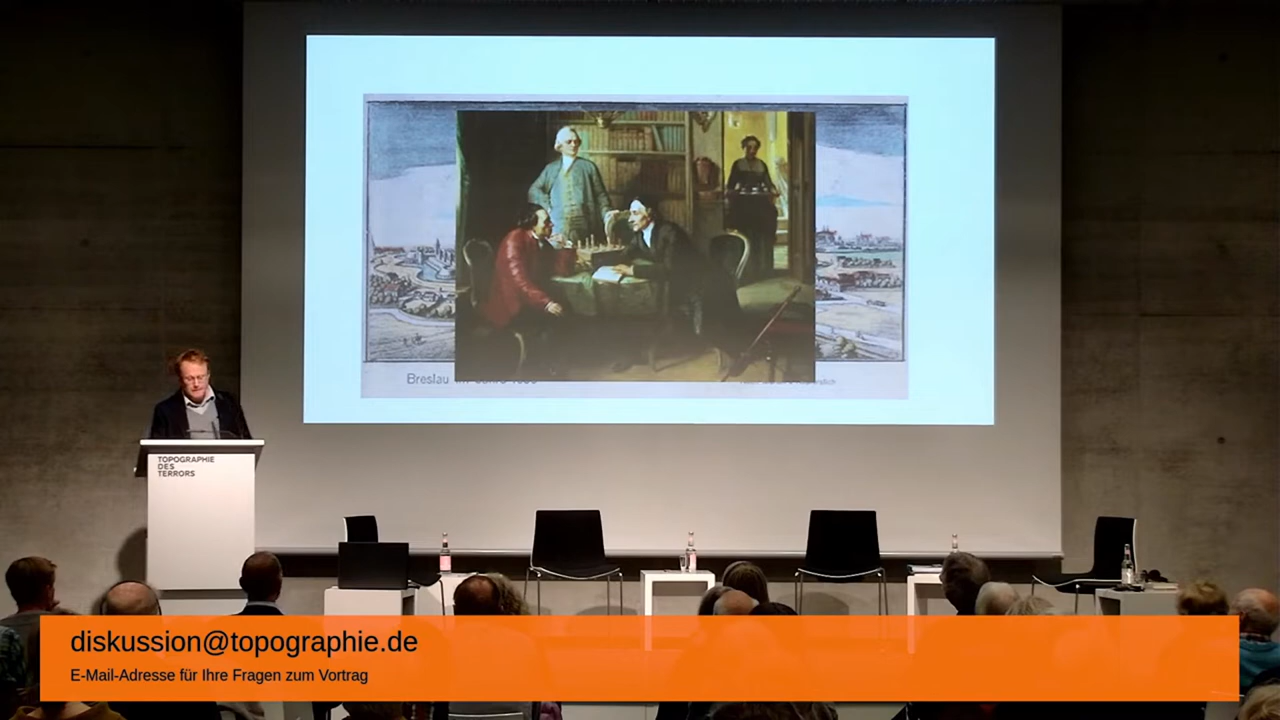 Breslau
TOPOGRAPHIE
DES
TERRORS
diskussion@topographie.de
E-Mail-Adresse für Ihre Fragen zum Vortrag